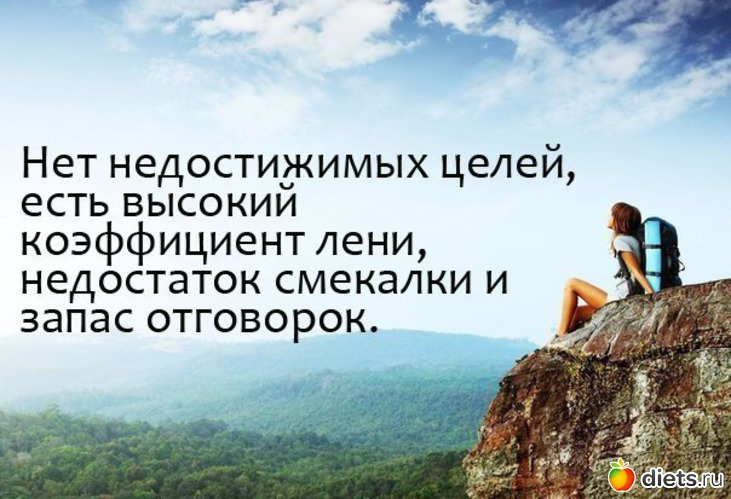 Нет недостижимых целей,
есть высокий
коэффициент лени,
недостаток смекалки и
запас отговорок.
diets.ru